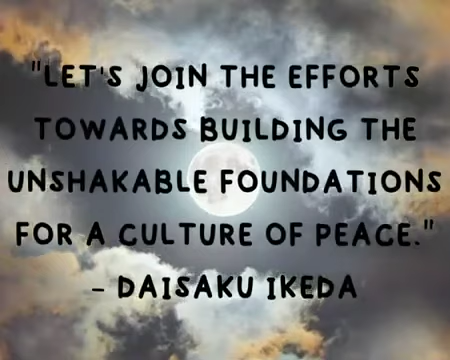 "LET'S JOIN THE EFFORTS
TOWARDS BUILDING THE
UNSHAKABLE FOUNDATIONS
FOR A CULTURE OF PEACE."
- DAISAKU IKEDA